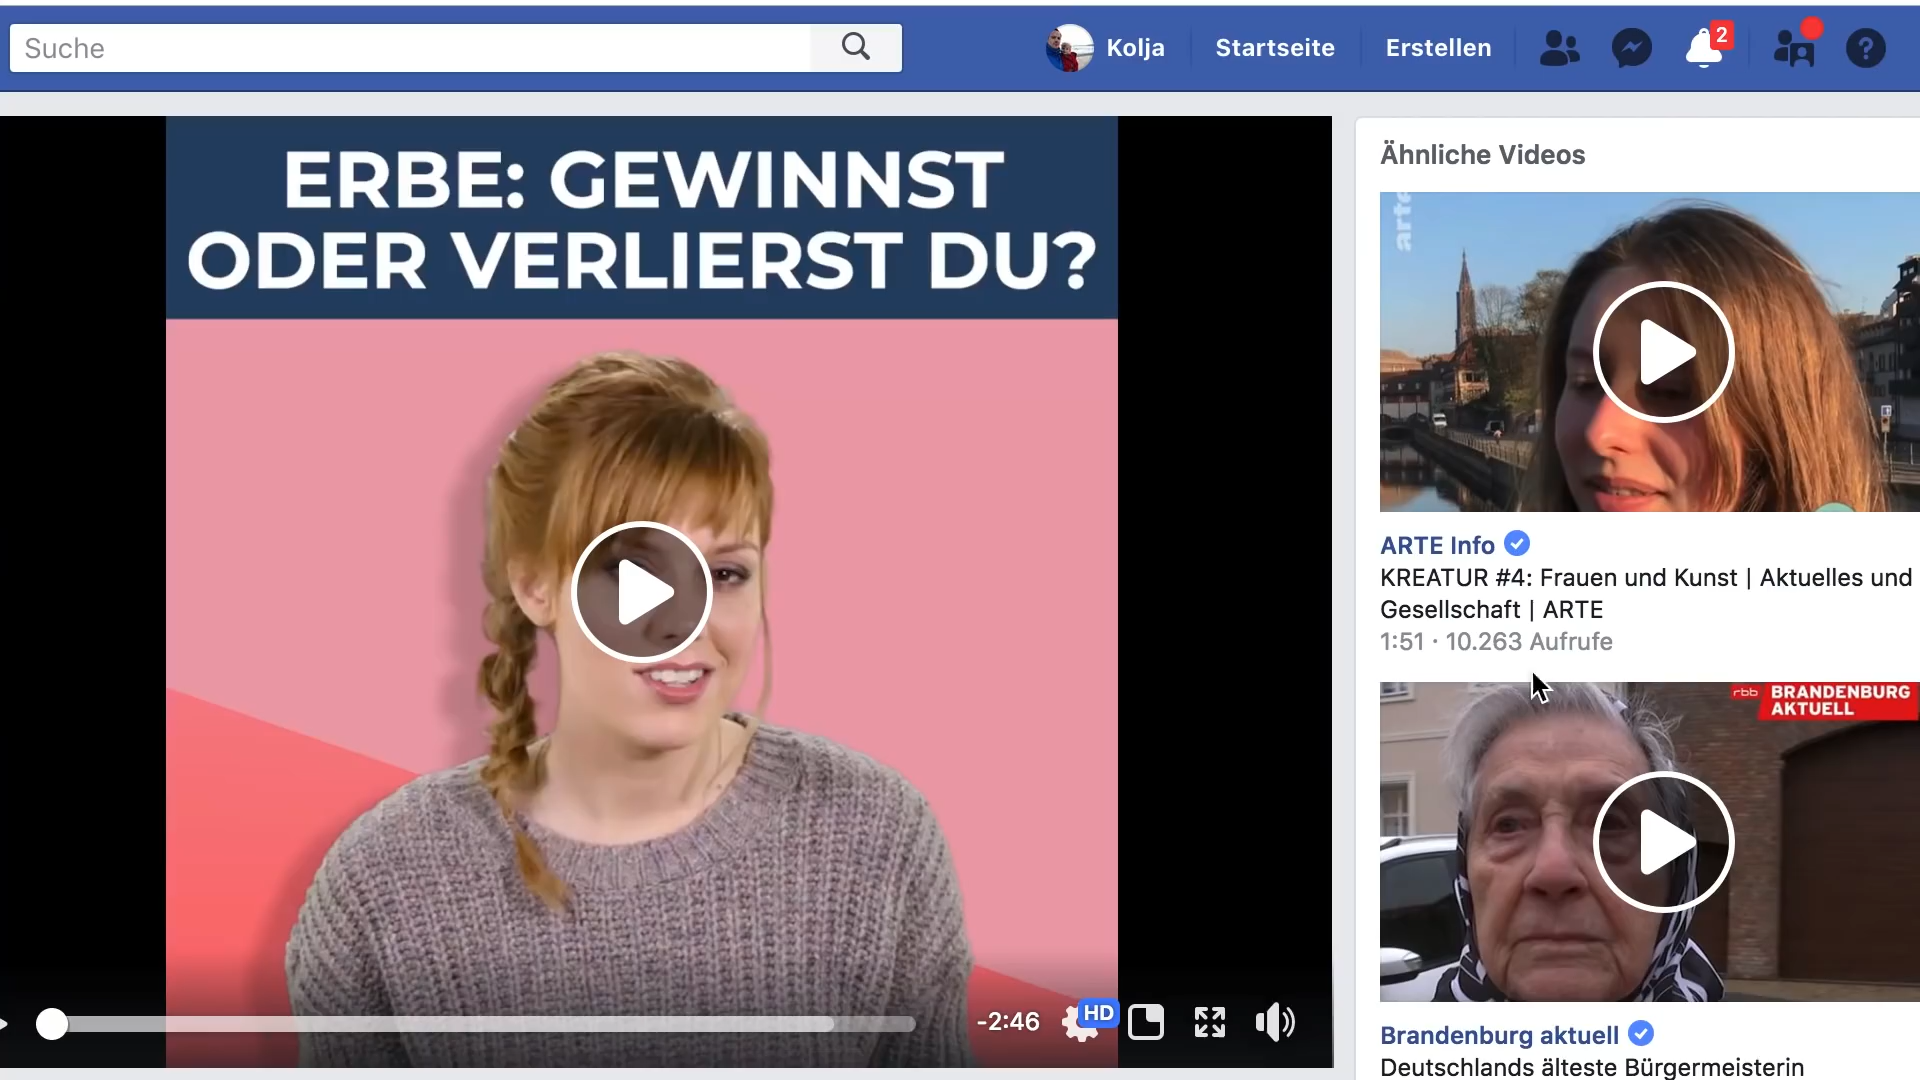 Suche
Kolja
Startseite
Erstellen
2
?
ERBE: GEWINNST
ODER VERLIERST DU?
-2:46
HD
Ähnliche Videos
arte
ARTE Info
KREATUR #4: Frauen und Kunst | Aktuelles und
Gesellschaft | ARTE
1:51 · 10.263 Aufrufe
rbb BRANDENBURG
AKTUELL
Brandenburg aktuell
Deutschlands älteste Bürgermeisterin